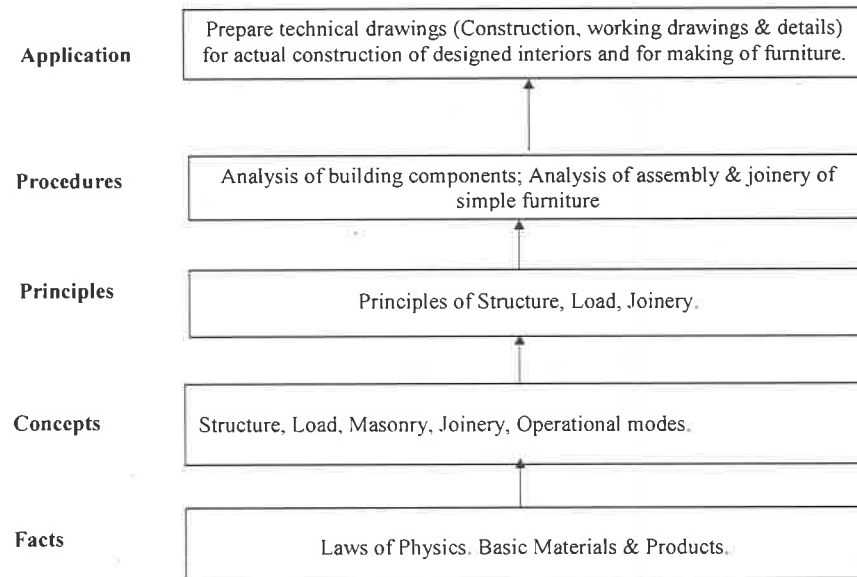 Application
Prepare technical drawings (Construction, working drawings & details)
for actual construction of designed interiors and for making of furniture.
Procedures
Analysis of building components; Analysis of assembly & joinery of
simple furniture
Principles
Principles of Structure, Load, Joinery.
Concepts
Structure, Load, Masonry, Joinery, Operational modes.
Facts
Laws of Physics. Basic Materials & Products.